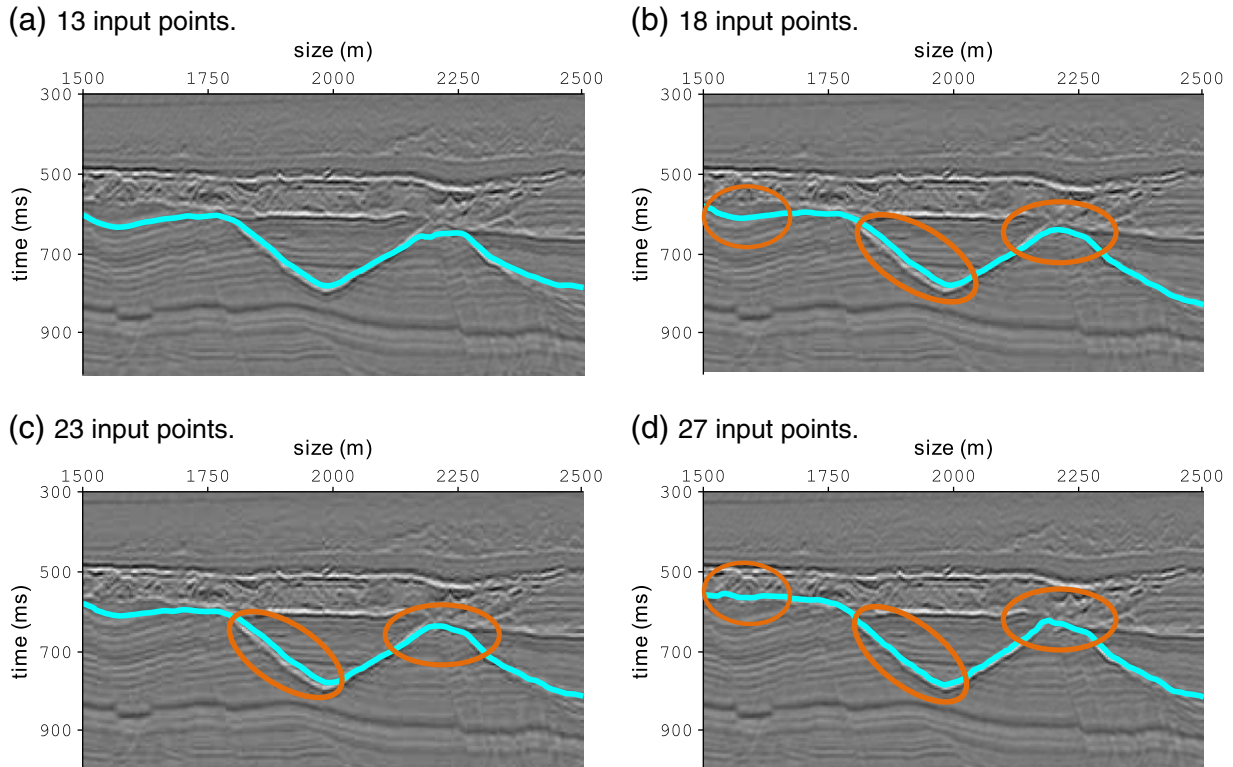 (a) 13 input points.
size (m)
1500 1750 2000 2250 2500
300
500
700
900
time (ms)
(b) 18 input points.
size (m)
1500 1750 2000 2250 2500
300
500
700
900
time (ms)
(c) 23 input points.
size (m)
1500 1750 2000 2250 2500
300
500
700
900
time (ms)
(d) 27 input points.
size (m)
1500 1750 2000 2250 2500
300
500
700
900
time (ms)